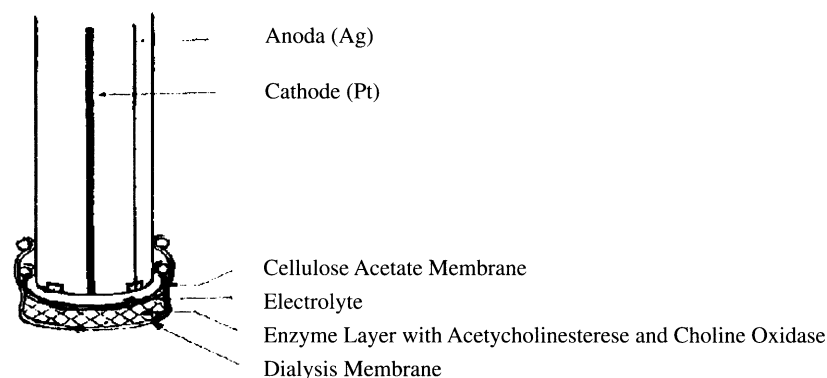 Anoda (Ag)
Cathode (Pt)
Cellulose Acetate Membrane
Electrolyte
Enzyme Layer with Acetycholinesterese and Choline Oxidase
Dialysis Membrane